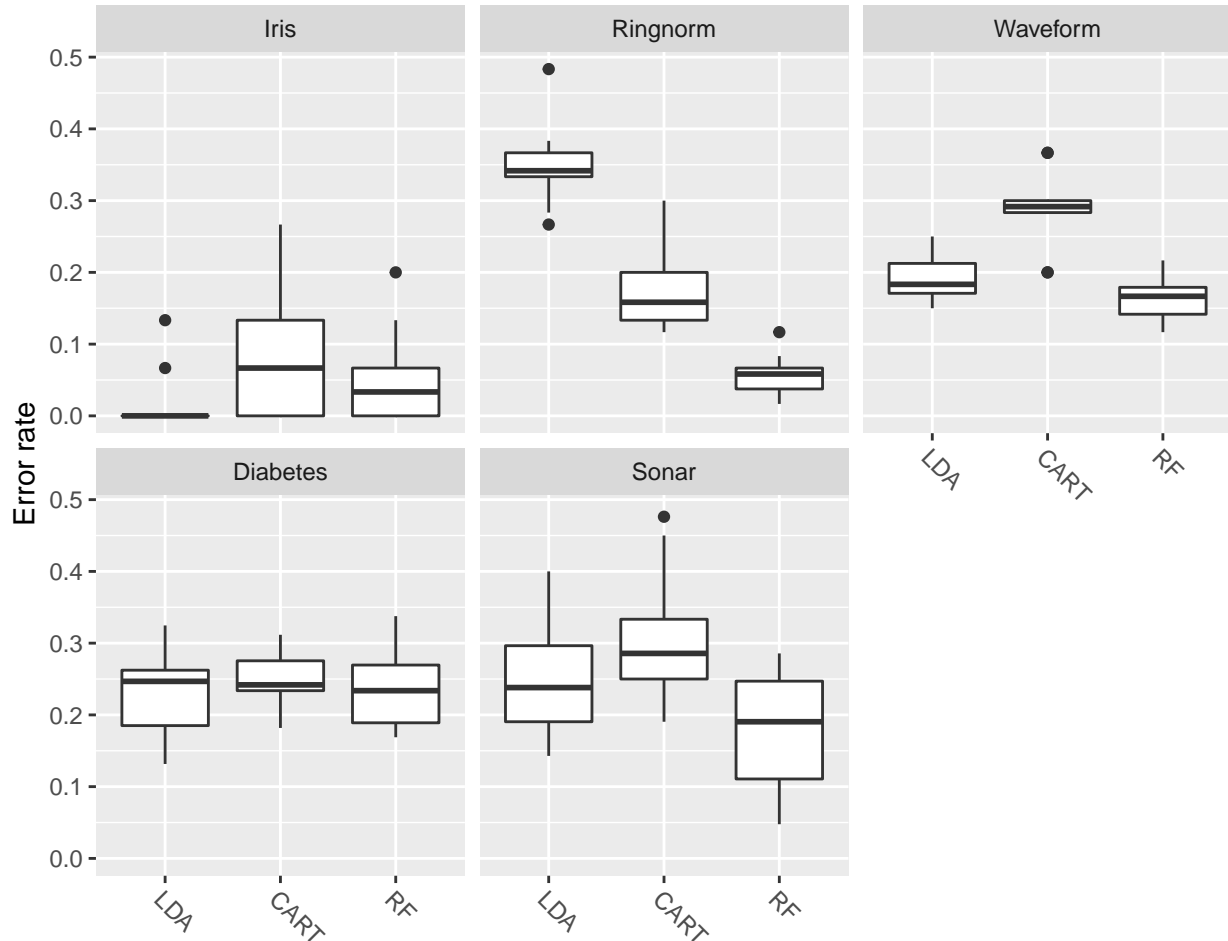 Iris
Ringnorm
Waveform
0.5
0.4
0.3
0.2
0.1
0.0
LDA
CART
RF
Error rate
Diabetes
Sonar
0.5
0.4
0.3
0.2
0.1
0.0
LDA
CART
RF
LDA
CART
RF